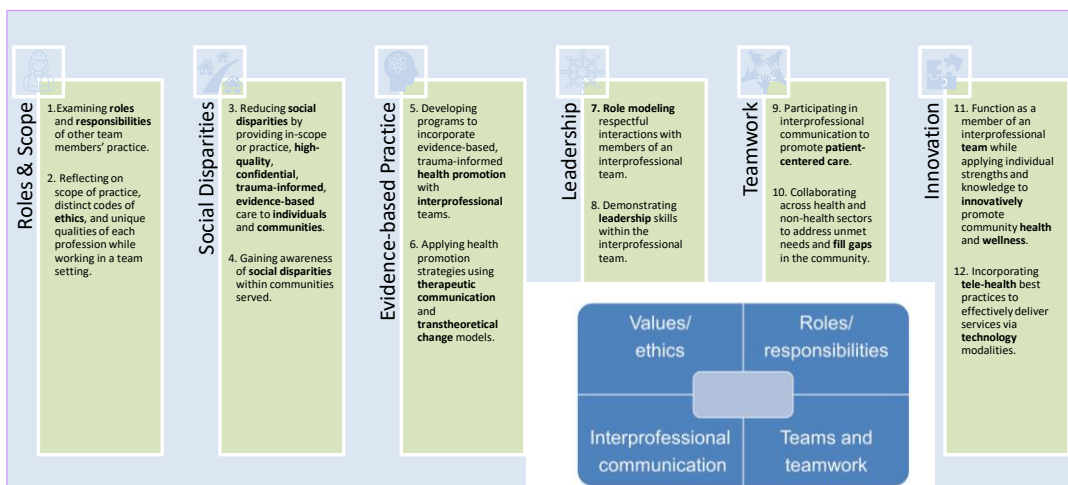 Roles & Scope
1.Examining roles
and responsibilities
of other team
members’ practice.
2. Reflecting on
scope of practice,
distinct codes of
ethics, and unique
qualities of each
profession while
working in a team
setting.
Social Disparities
3. Reducing social
disparities by
providing in-scope
or practice, high-
quality,
confidential,
trauma-informed,
evidence-based
care to individuals
and communities.
4. Gaining awareness
of social disparities
within communities
served.
Evidence-based Practice
5. Developing
programs to
incorporate
evidence-based,
trauma-informed
health promotion
with
interprofessional
teams.
6. Applying health
promotion
strategies using
therapeutic
communication
and
transtheoretical
change models.
Leadership
7. Role modeling
respectful
interactions with
members of an
interprofessional
team.
8. Demonstrating
leadership skills
within the
interprofessional
team.
Teamwork
9. Participating in
interprofessional
communication to
promote patient-
centered care.
10. Collaborating
across health and
non-health sectors
to address unmet
needs and fill gaps
in the community.
Innovation
11. Function as a
member of an
interprofessional
team while
applying individual
strengths and
knowledge to
innovatively
promote
community health
and wellness.
12. Incorporating
tele-health best
practices to
effectively deliver
services via
technology
modalities.
Values/
ethics
Roles/
responsibilities
Interprofessional
communication
Teams and
teamwork